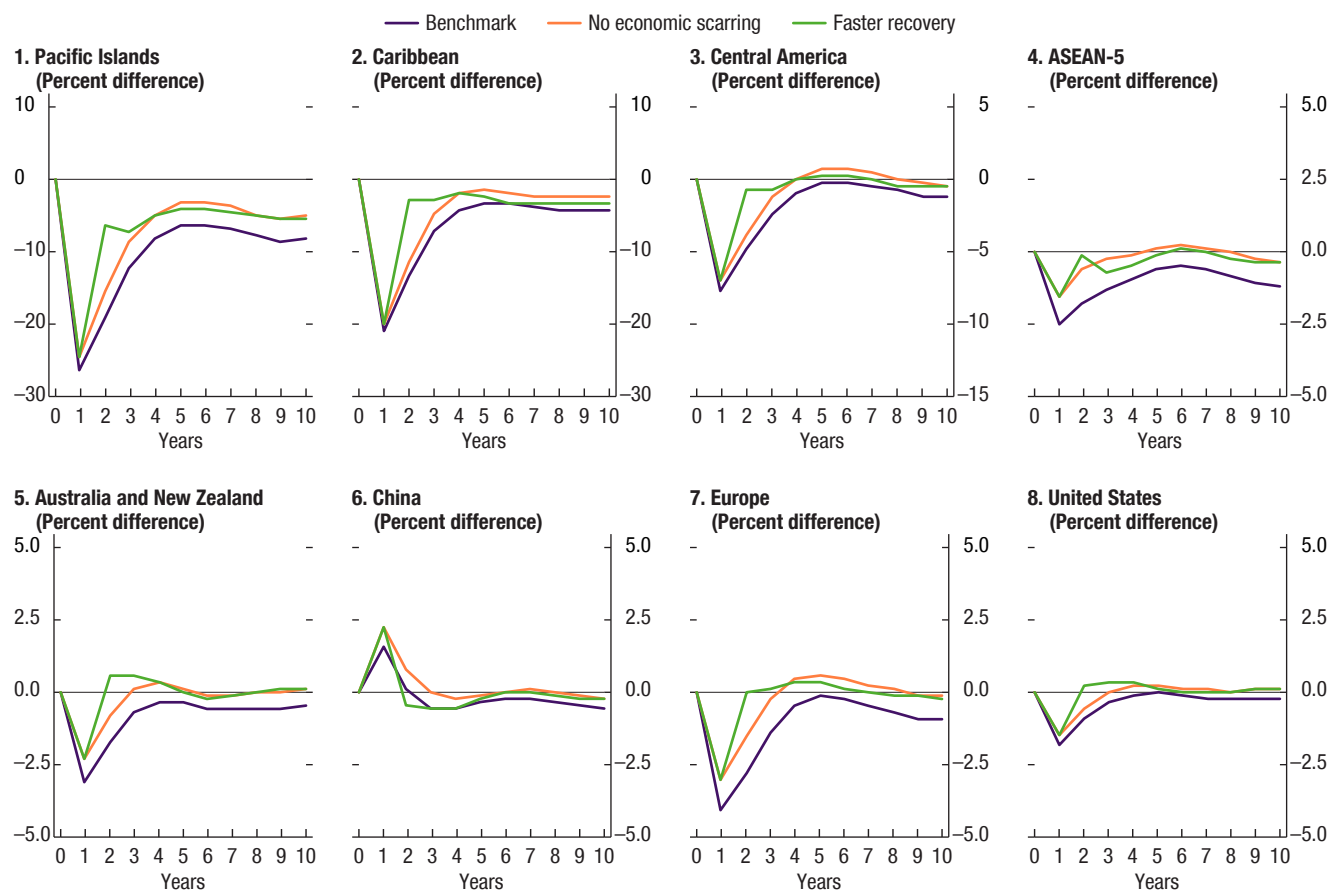 Benchmark No economic scarring Faster recovery
1. Pacific Islands
(Percent difference)
10
0
–10
–20
–30
0 1 2 3 4 5 6 7 8 9 10
Years
2. Caribbean
(Percent difference)
10
0
–10
–20
–30
0 1 2 3 4 5 6 7 8 9 10
Years
3. Central America
(Percent difference)
5
0
–5
–10
–15
0 1 2 3 4 5 6 7 8 9 10
Years
4. ASEAN-5
(Percent difference)
5.0
2.5
0.0
–2.5
–5.0
0 1 2 3 4 5 6 7 8 9 10
Years
5. Australia and New Zealand
(Percent difference)
5.0
2.5
0.0
–2.5
–5.0
0 1 2 3 4 5 6 7 8 9 10
Years
6. China
(Percent difference)
5.0
2.5
0.0
–2.5
–5.0
0 1 2 3 4 5 6 7 8 9 10
Years
7. Europe
(Percent difference)
5.0
2.5
0.0
–2.5
–5.0
0 1 2 3 4 5 6 7 8 9 10
Years
8. United States
(Percent difference)
5.0
2.5
0.0
–2.5
–5.0
0 1 2 3 4 5 6 7 8 9 10
Years